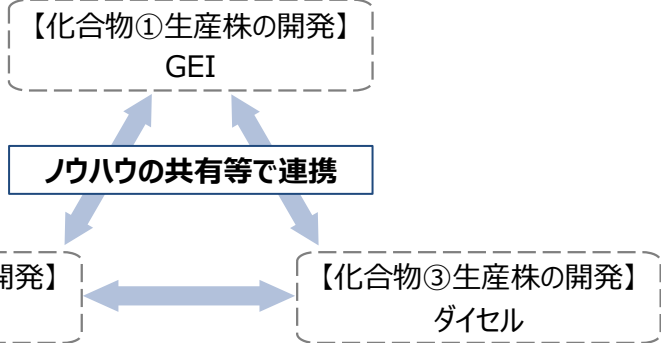 【化合物①生産株の開発】
GEI
ノウハウの共有等で連携
開発】
【化合物③生産株の開発】
ダイセル